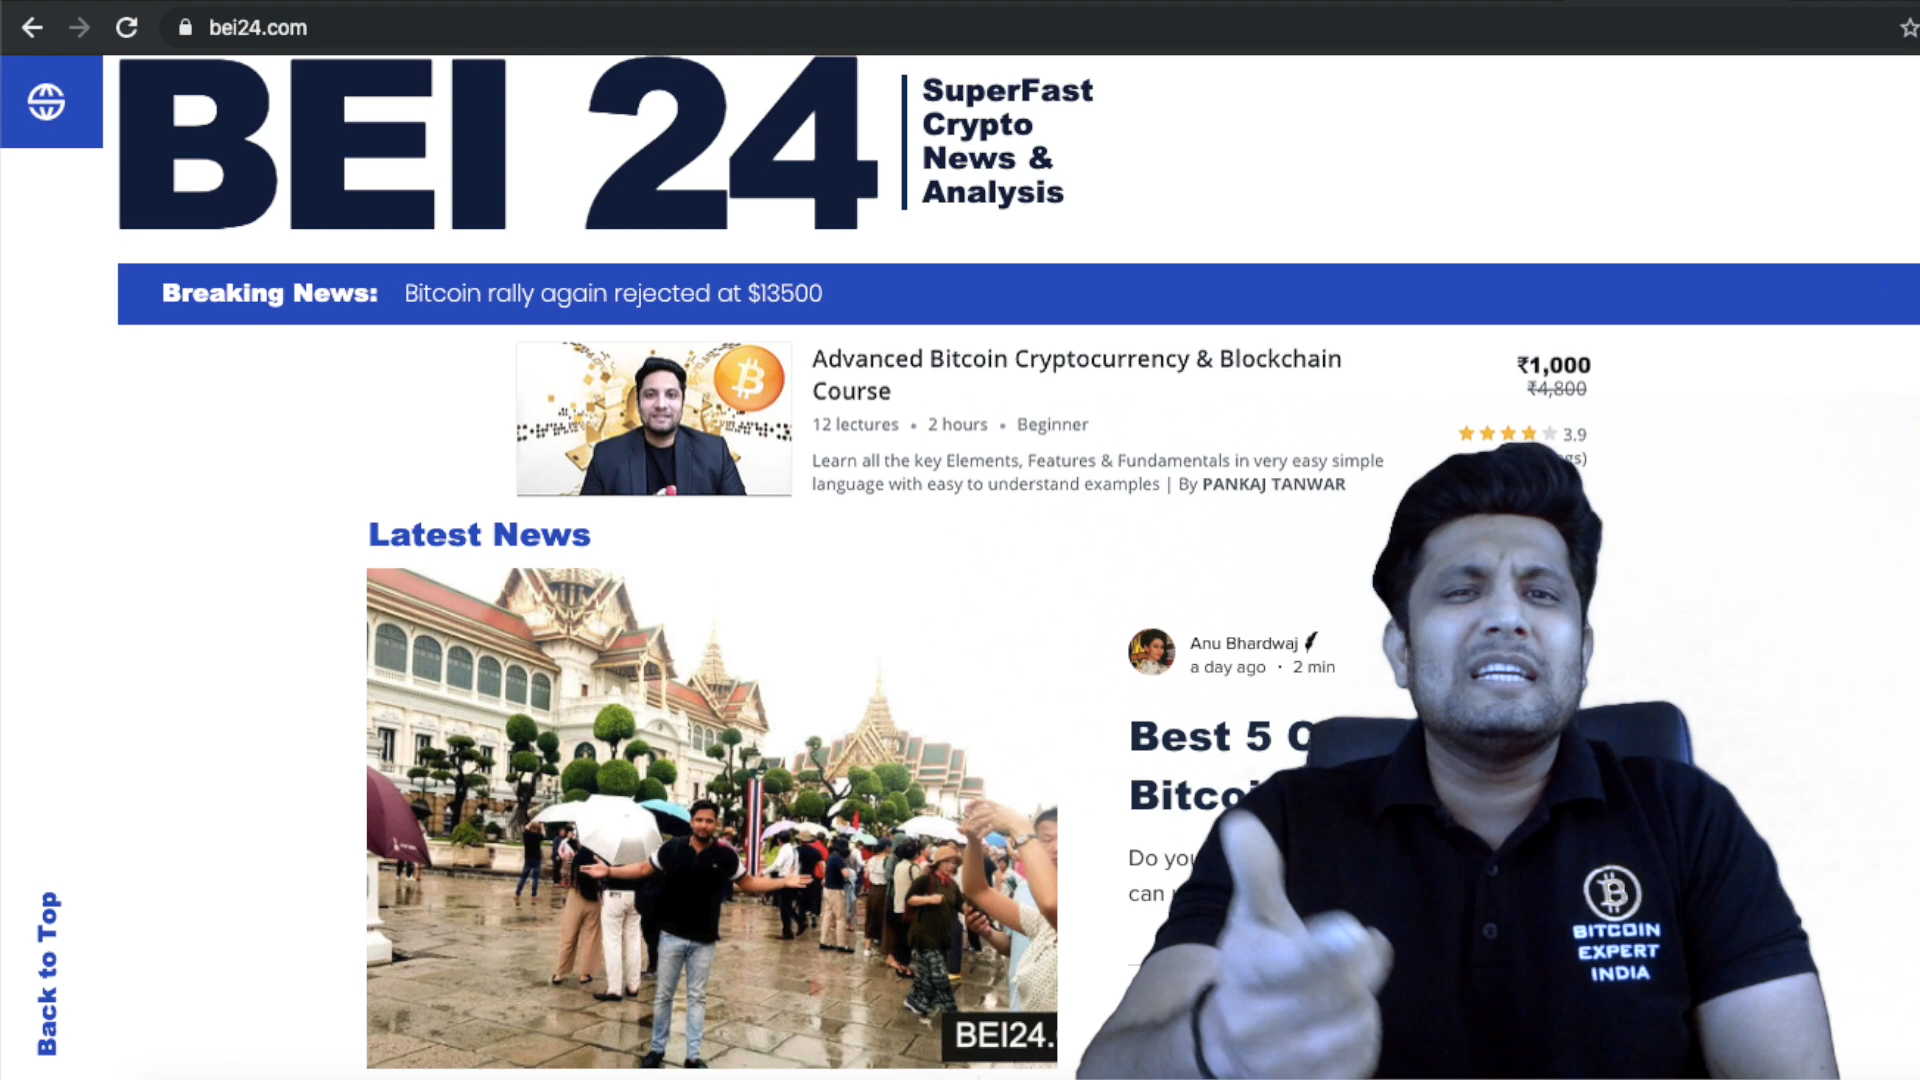 bei24.com
BEI 24
SuperFast
Crypto
News &
Analysis
Breaking News: Bitcoin rally again rejected at $13500
Advanced Bitcoin Cryptocurrency & Blockchain
Course
₹1,000
₹4,800
12 lectures • 2 hours • Beginner
3.9
Learn all the key Elements, Features & Fundamentals in very easy simple
language with easy to understand examples | By PANKAJ TANWAR
Latest News
Anu Bhardwaj
a day ago · 2 min
Best 5
Do you
can
BEI24.
BITCOIN
EXPERT
INDIA
Back to Top